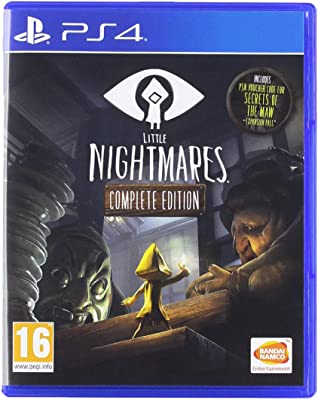 PS4
INCLUDES
PSN VOUCHER CODE FOR
SECRETS OF
THE MAW
-EXPANSION PASS-
LITTLE
NIGHTMARES
COMPLETE EDITION
16
www.pegi.info
BANDAI
NAMCO
Entertainment